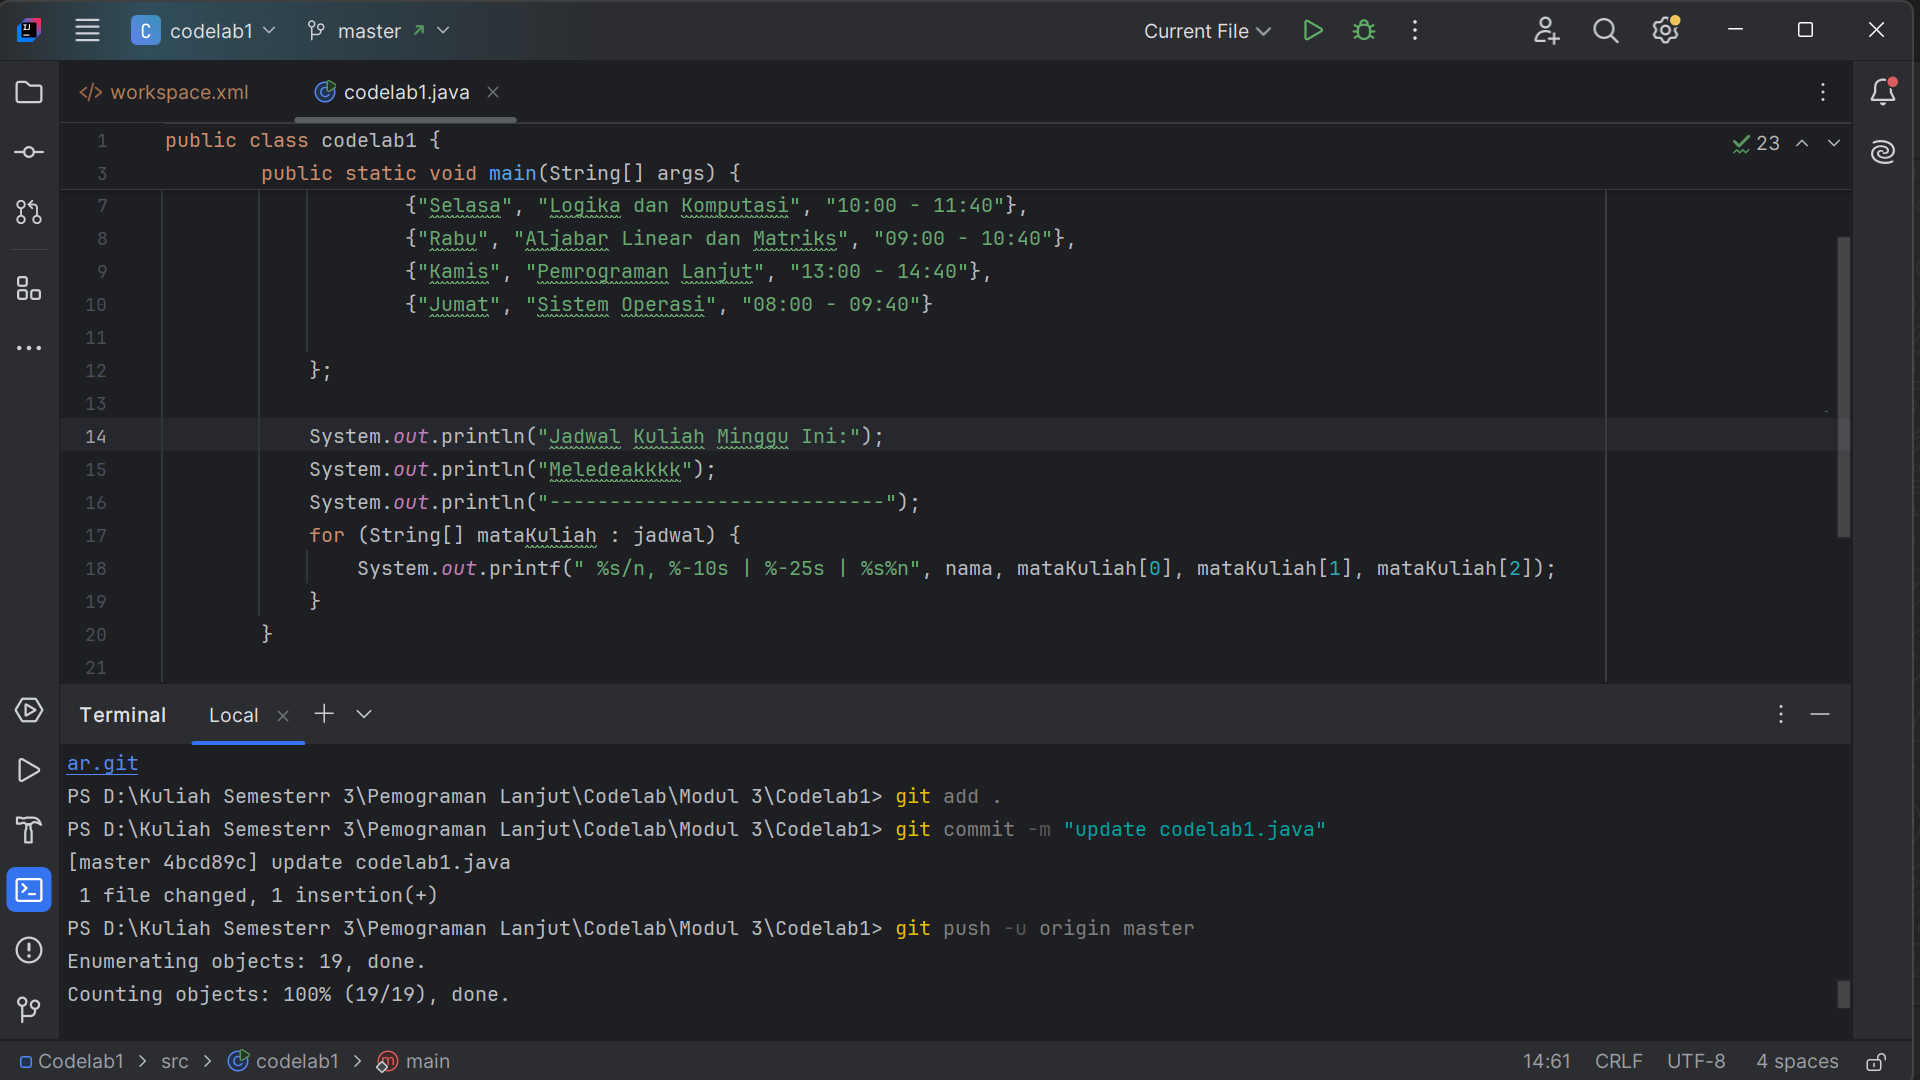 C codelab1 master Current File
workspace.xml codelab1.java
1 public class codelab1 {
23
3 public static void main(String[] args) {
7 {"Selasa", "Logika dan Komputasi", "10:00 - 11:40"},
8 {"Rabu", "Aljabar Linear dan Matriks", "09:00 - 10:40"},
9 {"Kamis", "Pemrograman Lanjut", "13:00 - 14:40"},
10 {"Jumat", "Sistem Operasi", "08:00 - 09:40"}
11
12 };
13
14 System.out.println("Jadwal Kuliah Minggu Ini:");
15 System.out.println("Meledeakkkk");
16 System.out.println("----------------------------");
17 for (String[] mataKuliah : jadwal) {
18 System.out.printf(" %s/n, %-10s | %-25s | %s%n", nama, mataKuliah[0], mataKuliah[1], mataKuliah[2]);
19 }
20 }
21
Terminal Local
ar.git
PS D:\Kuliah Semesterr 3\Pemograman Lanjut\Codelab\Modul 3\Codelab1> git add .
PS D:\Kuliah Semesterr 3\Pemograman Lanjut\Codelab\Modul 3\Codelab1> git commit -m "update codelab1.java"
[master 4bcd89c] update codelab1.java
1 file changed, 1 insertion(+)
PS D:\Kuliah Semesterr 3\Pemograman Lanjut\Codelab\Modul 3\Codelab1> git push -u origin master
Enumerating objects: 19, done.
Counting objects: 100% (19/19), done.
Codelab1 > src > codelab1 > main 14:61 CRLF UTF-8 4 spaces